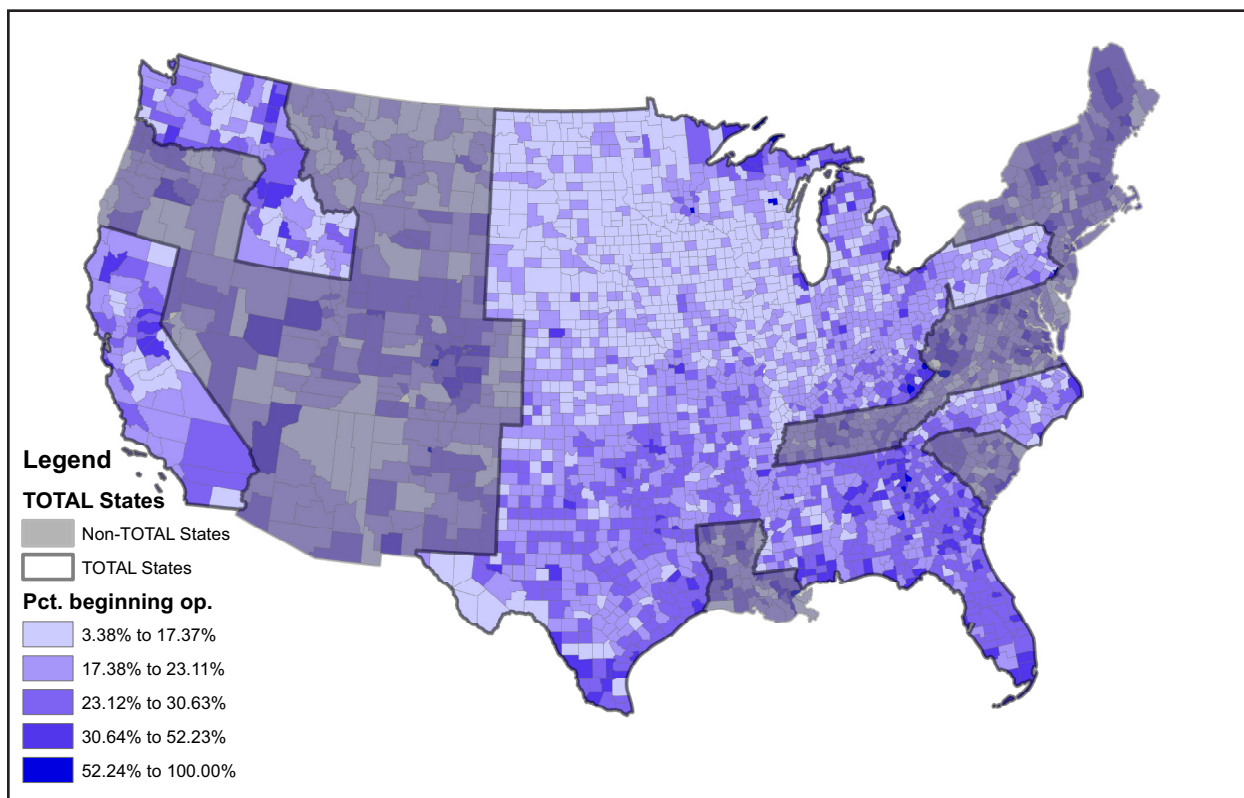 Legend
TOTAL States
Non-TOTAL States
TOTAL States
Pct. beginning op.
3.38% to 17.37%
17.38% to 23.11%
23.12% to 30.63%
30.64% to 52.23%
52.24% to 100.00%